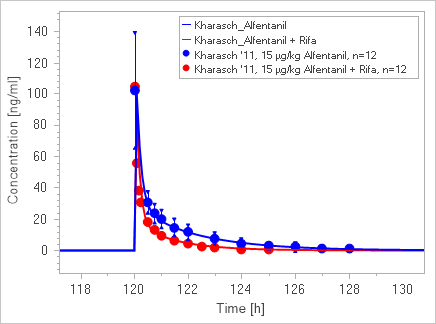 Kharasch_Alfentanil
Kharasch_Alfentanil + Rifa
Kharasch '11, 15 µg/kg Alfentanil, n=12
Kharasch '11, 15 µg/kg Alfentanil + Rifa, n=12
Concentration [ng/ml]
140
120
100
80
60
40
20
0
118 120 122 124 126 128 130
Time [h]